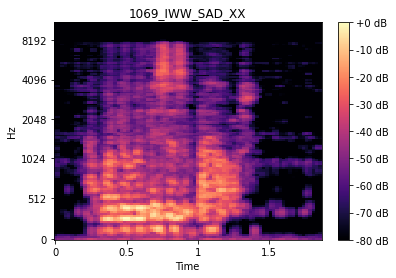 1069_IWW_SAD_XX
Hz
8192
4096
2048
1024
512
0
0
0.5
1
1.5
Time
+0 dB
-10 dB
-20 dB
-30 dB
-40 dB
-50 dB
-60 dB
-70 dB
-80 dB